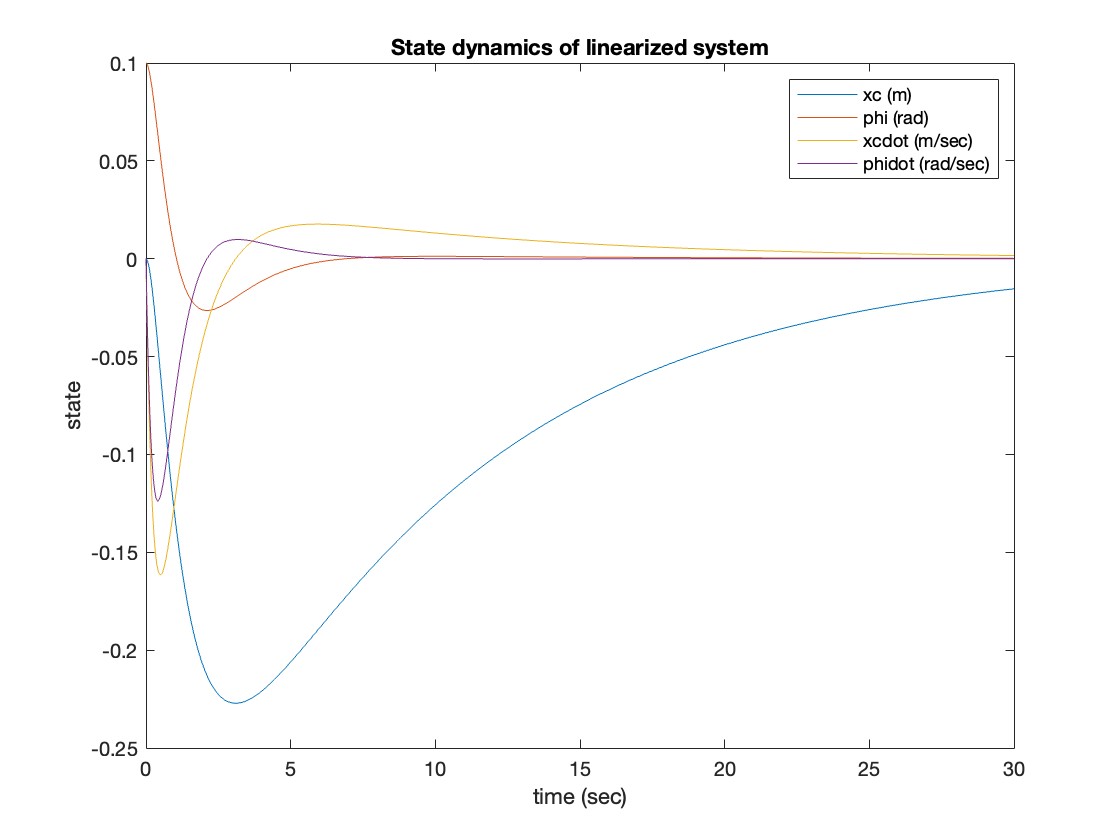 State dynamics of linearized system
0.1
0.05
0
-0.05
-0.1
-0.15
-0.2
-0.25
state
xc (m)
phi (rad)
xcdot (m/sec)
phidot (rad/sec)
0 5 10 15 20 25 30
time (sec)